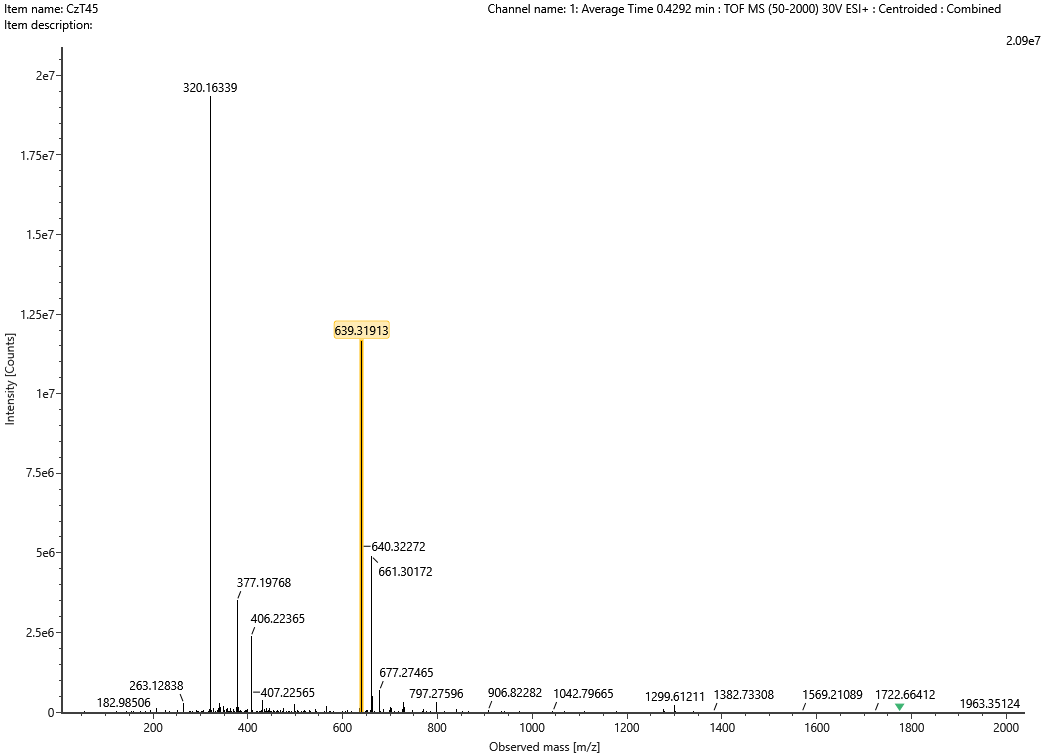 Item name: CzT45
Channel name: 1: Average Time 0.4292 min : TOF MS (50-2000) 30V ESI+ : Centroided : Combined
Item description:
2.09e7
2e7
320.16339
1.75e7
1.5e7
1.25e7
639.31913
Intensity [Counts]
1e7
7.5e6
5e6
640.32272
661.30172
377.19768
406.22365
2.5e6
677.27465
263.12838
407.22565
797.27596
906.82282
1042.79665
1299.61211
1382.73308
1569.21089
1722.66412
182.98506
1963.35124
0
200
400
600
800
1000
1200
1400
1600
1800
2000
Observed mass [m/z]